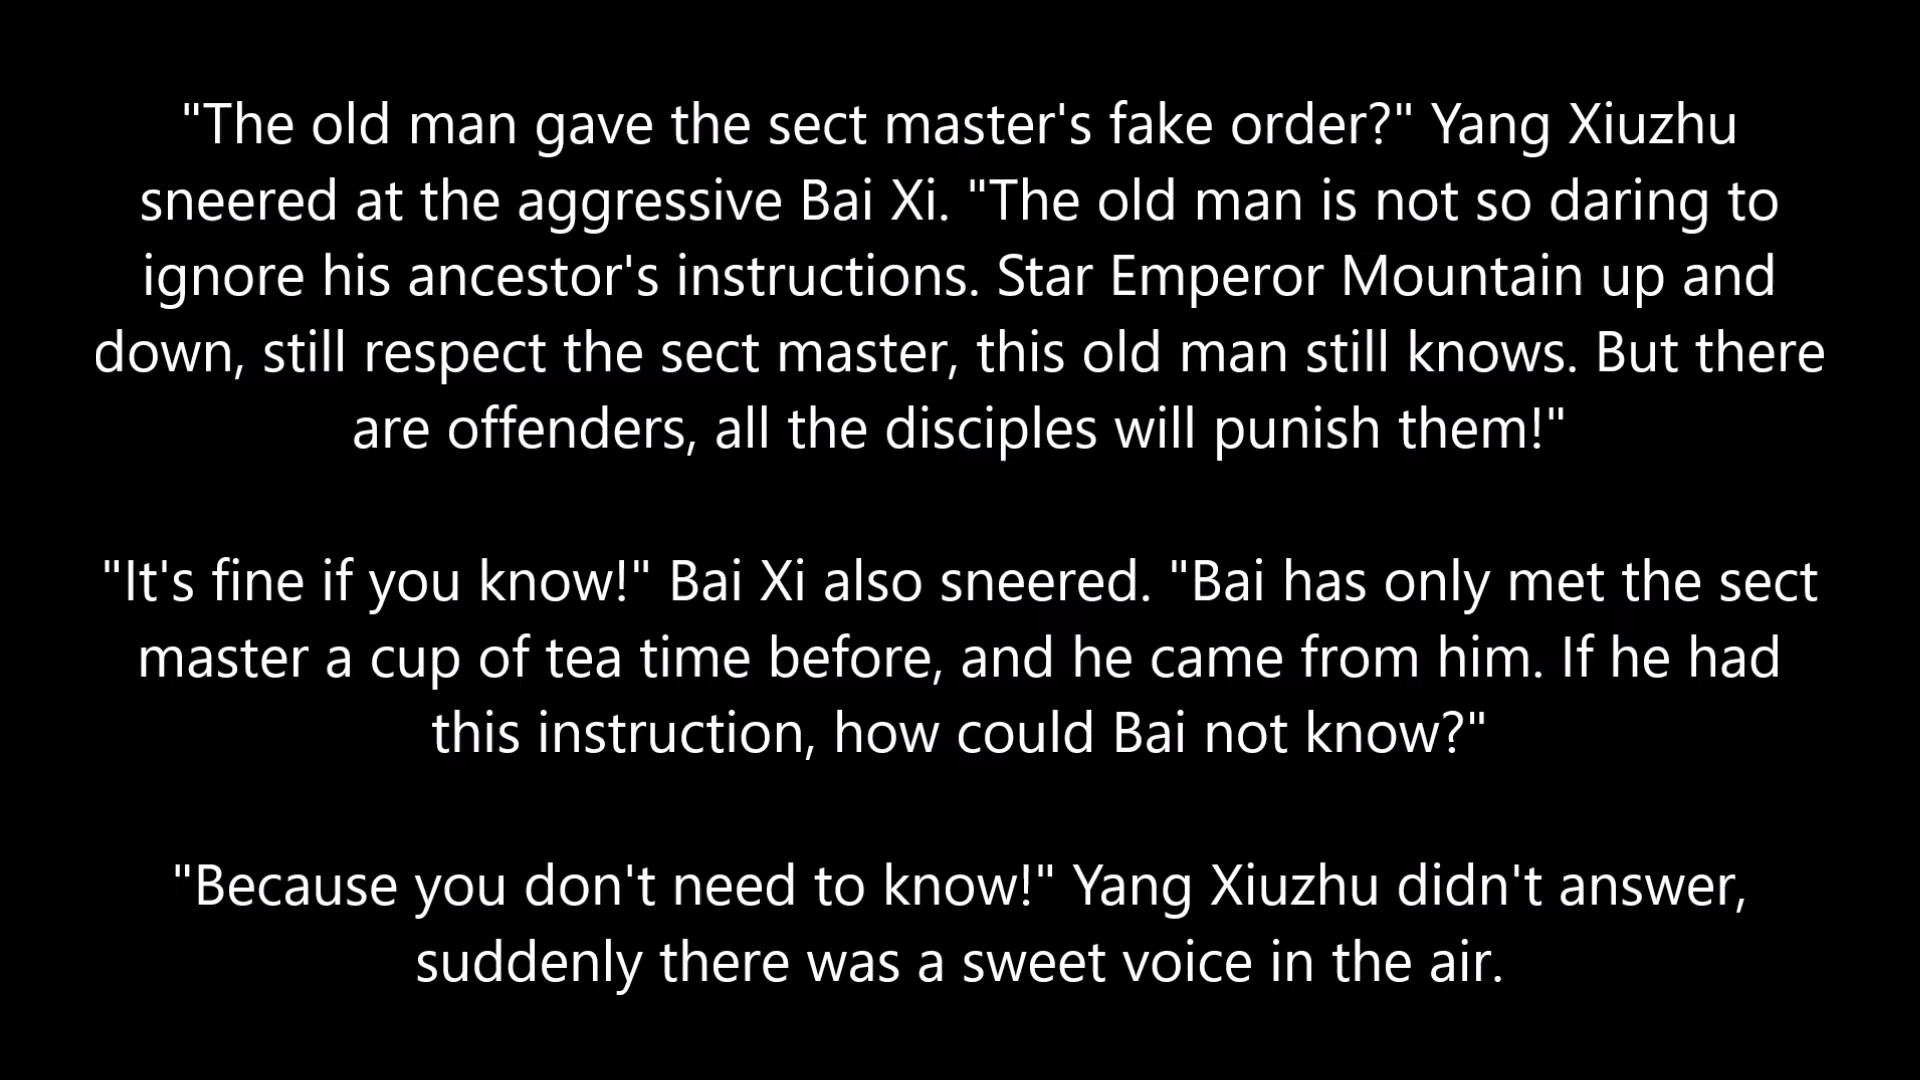 "The old man gave the sect master's fake order?" Yang Xiuzhu
sneered at the aggressive Bai Xi. "The old man is not so daring to
ignore his ancestor's instructions. Star Emperor Mountain up and
down, still respect the sect master, this old man still knows. But there
are offenders, all the disciples will punish them!"
"It's fine if you know!" Bai Xi also sneered. "Bai has only met the sect
master a cup of tea time before, and he came from him. If he had
this instruction, how could Bai not know?"
"Because you don't need to know!" Yang Xiuzhu didn't answer,
suddenly there was a sweet voice in the air.